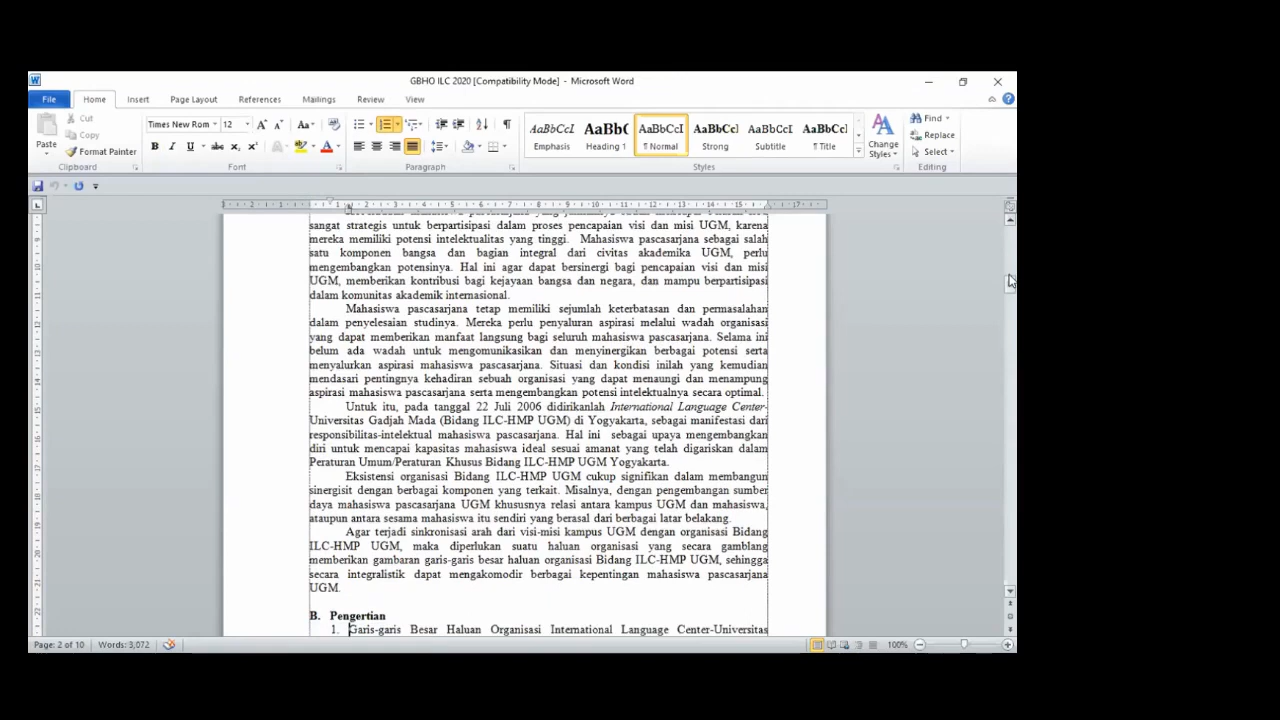 GBHO ILC 2020 [Compatibility Mode] - Microsoft Word
File Home Insert Page Layout References Mailings Review View
Cut
Copy
Format Painter
Paste
Clipboard
Times New Rom 12
Font
Paragraph
AaBbCcI AaBb( AaBbCcI AaBbCcl AaBbCcI AaBbCc
Emphasis Heading 1 ¶ Normal Strong Subtitle ¶ Title
Change Styles
Styles
Find
Replace
Select
Editing
sangat strategis untuk berpartisipasi dalam proses pencapaian visi dan misi UGM, karena
mereka memiliki potensi intelektualitas yang tinggi. Mahasiswa pascasarjana sebagai salah
satu komponen bangsa dan bagian integral dari civitas akademika UGM, perlu
mengembangkan potensinya. Hal ini agar dapat bersinergi bagi pencapaian visi dan misi
UGM, memberikan kontribusi bagi kejayaan bangsa dan negara, dan mampu berpartisipasi
dalam komunitas akademik internasional.
Mahasiswa pascasarjana tetap memiliki sejumlah keterbatasan dan permasalahan
dalam penyelesaian studinya. Mereka perlu penyaluran aspirasi melalui wadah organisasi
yang dapat memberikan manfaat langsung bagi seluruh mahasiswa pascasarjana. Selama ini
belum ada wadah untuk mengomunikasikan dan menyinergikan berbagai potensi serta
menyalurkan aspirasi mahasiswa pascasarjana. Situasi dan kondisi inilah yang kemudian
mendasari pentingnya kehadiran sebuah organisasi yang dapat menaungi dan menampung
aspirasi mahasiswa pascasarjana serta mengembangkan potensi intelektualnya secara optimal.
Untuk itu, pada tanggal 22 Juli 2006 didirikanlah International Language Center-
Universitas Gadjah Mada (Bidang ILC-HMP UGM) di Yogyakarta, sebagai manifestasi dari
responsibilitas-intelektual mahasiswa pascasarjana. Hal ini sebagai upaya mengembangkan
diri untuk mencapai kapasitas mahasiswa ideal sesuai amanat yang telah digariskan dalam
Peraturan Umum/Peraturan Khusus Bidang ILC-HMP UGM Yogyakarta.
Eksistensi organisasi Bidang ILC-HMP UGM cukup signifikan dalam membangun
sinergisit dengan berbagai komponen yang terkait. Misalnya, dengan pengembangan sumber
daya mahasiswa pascasarjana UGM khususnya relasi antara kampus UGM dan mahasiswa,
ataupun antara sesama mahasiswa itu sendiri yang berasal dari berbagai latar belakang.
Agar terjadi sinkronisasi arah dari visi-misi kampus UGM dengan organisasi Bidang
ILC-HMP UGM, maka diperlukan suatu haluan organisasi yang secara gamblang
memberikan gambaran garis-garis besar haluan organisasi Bidang ILC-HMP UGM, sehingga
secara integralistik dapat mengakomodir berbagai kepentingan mahasiswa pascasarjana
UGM.
B. Pengertian
1. Garis-garis Besar Haluan Organisasi International Language Center-Universitas
Page: 2 of 10 Words: 3,072 100%